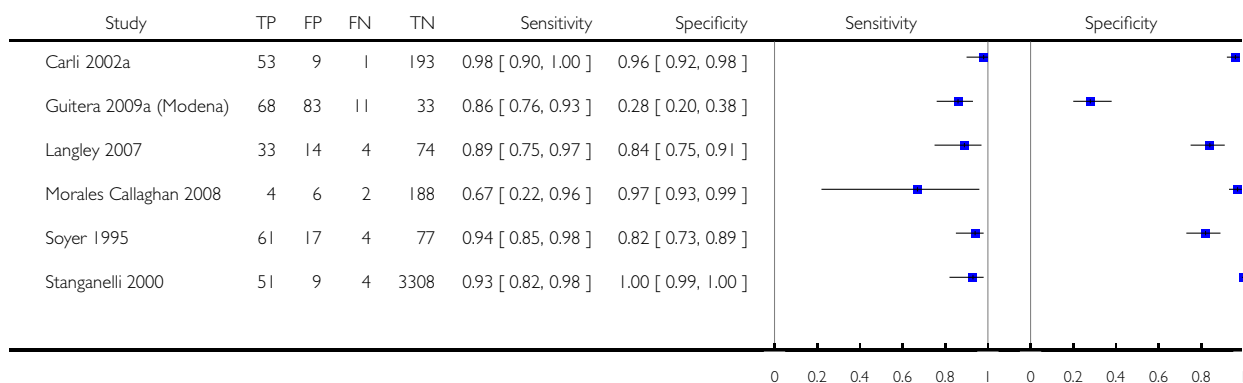 Study TP FP FN TN Sensitivity Specificity Sensitivity Specificity
Carli 2002a 53 9 1 193 0.98 [ 0.90, 1.00 ] 0.96 [ 0.92, 0.98 ]
Guitera 2009a (Modena) 68 83 11 33 0.86 [ 0.76, 0.93 ] 0.28 [ 0.20, 0.38 ]
Langley 2007 33 14 4 74 0.89 [ 0.75, 0.97 ] 0.84 [ 0.75, 0.91 ]
Morales Callaghan 2008 4 6 2 188 0.67 [ 0.22, 0.96 ] 0.97 [ 0.93, 0.99 ]
Soyer 1995 61 17 4 77 0.94 [ 0.85, 0.98 ] 0.82 [ 0.73, 0.89 ]
Stanganelli 2000 51 9 4 3308 0.93 [ 0.82, 0.98 ] 1.00 [ 0.99, 1.00 ]
0 0.2 0.4 0.6 0.8 1 0 0.2 0.4 0.6 0.8